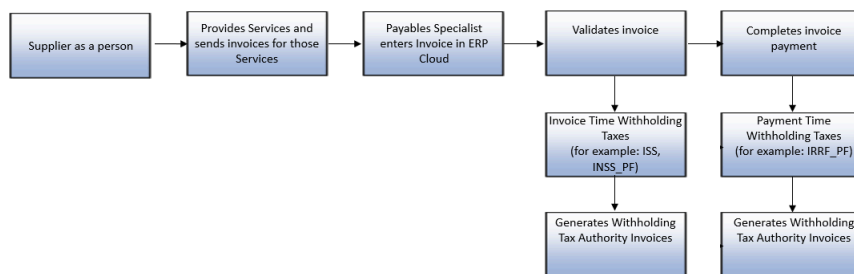 Supplier as a person
Provides Services and
sends invoices for those
Services
Payables Specialist
enters Invoice in ERP
Cloud
Validates invoice
Completes invoice
payment
Invoice Time Withholding
Taxes
(for example: ISS,
INSS_PF)
Payment Time
Withholding Taxes
(for example: IRRF_PF)
Generates Withholding
Tax Authority Invoices
Generates Withholding
Tax Authority Invoices